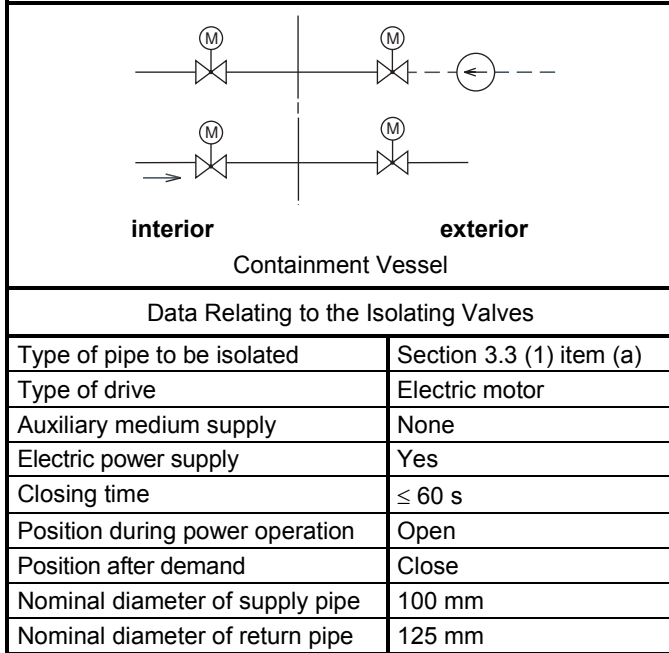 M M
M M
interior exterior
Containment Vessel
Data Relating to the Isolating Valves
Type of pipe to be isolated Section 3.3 (1) item (a)
Type of drive Electric motor
Auxiliary medium supply None
Electric power supply Yes
Closing time ≤ 60 s
Position during power operation Open
Position after demand Close
Nominal diameter of supply pipe 100 mm
Nominal diameter of return pipe 125 mm